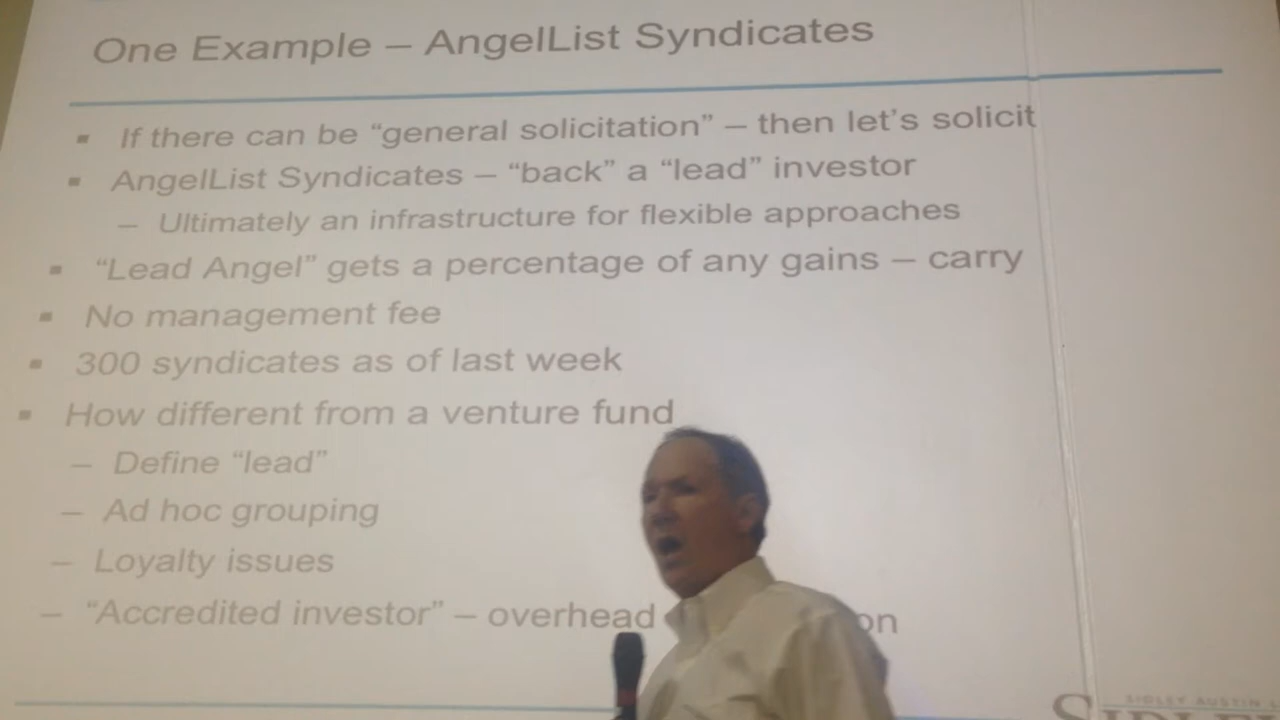 One Example – AngelList Syndicates
▪ If there can be “general solicitation” – then let’s solicit
▪ AngelList Syndicates – “back” a “lead” investor
– Ultimately an infrastructure for flexible approaches
▪ “Lead Angel” gets a percentage of any gains – carry
▪ No management fee
▪ 300 syndicates as of last week
▪ How different from a venture fund
– Define “lead”
– Ad hoc grouping
– Loyalty issues
– “Accredited investor” – overhead
SIDLEY AUSTIN